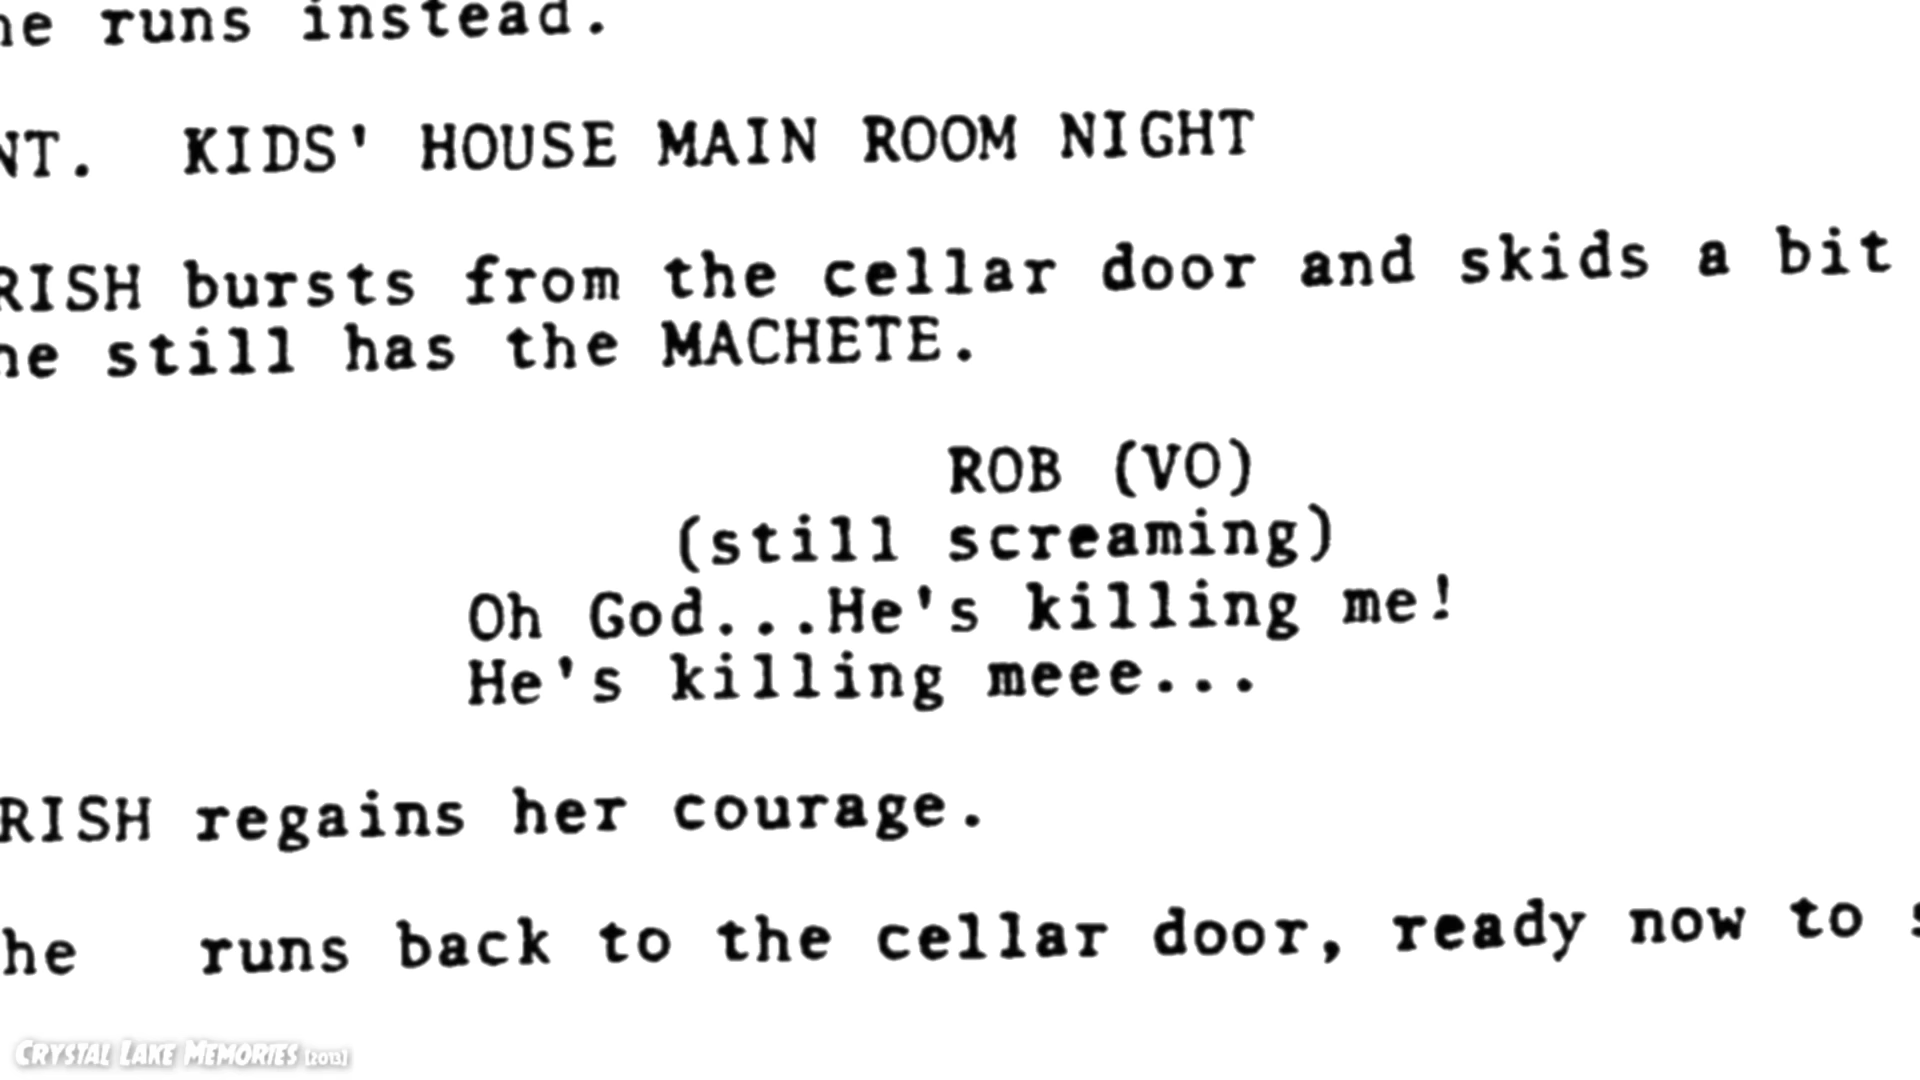 he runs instead.
NT. KIDS' HOUSE MAIN ROOM NIGHT
RISH bursts from the cellar door and skids a bit
he still has the MACHETE.
ROB (VO)
(still screaming)
Oh God...He's killing me!
He's killing meee...
RISH regains her courage.
he runs back to the cellar door, ready now to s
CRYSTAL LAKE MEMORIES [2013]